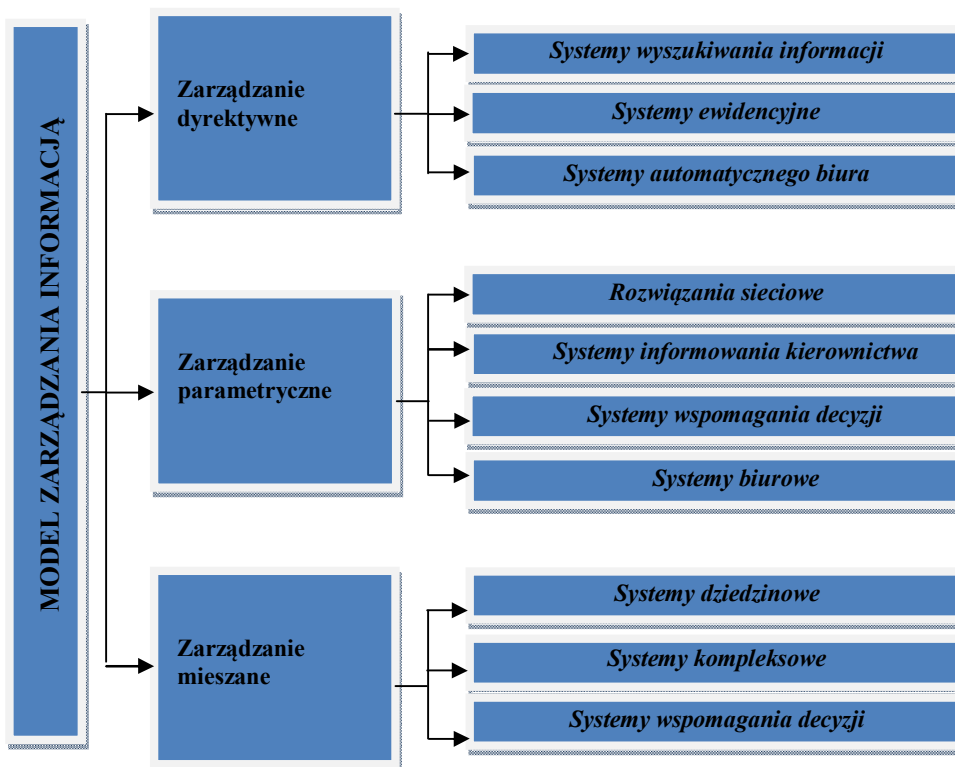 MODEL ZARZĄDZANIA INFORMACJĄ
Zarządzanie
dyrektywne
Systemy wyszukiwania informacji
Systemy ewidencyjne
Systemy automatycznego biura
Zarządzanie
parametryczne
Rozwiązania sieciowe
Systemy informowania kierownictwa
Systemy wspomagania decyzji
Systemy biurowe
Zarządzanie
mieszane
Systemy dziedzinowe
Systemy kompleksowe
Systemy wspomagania decyzji